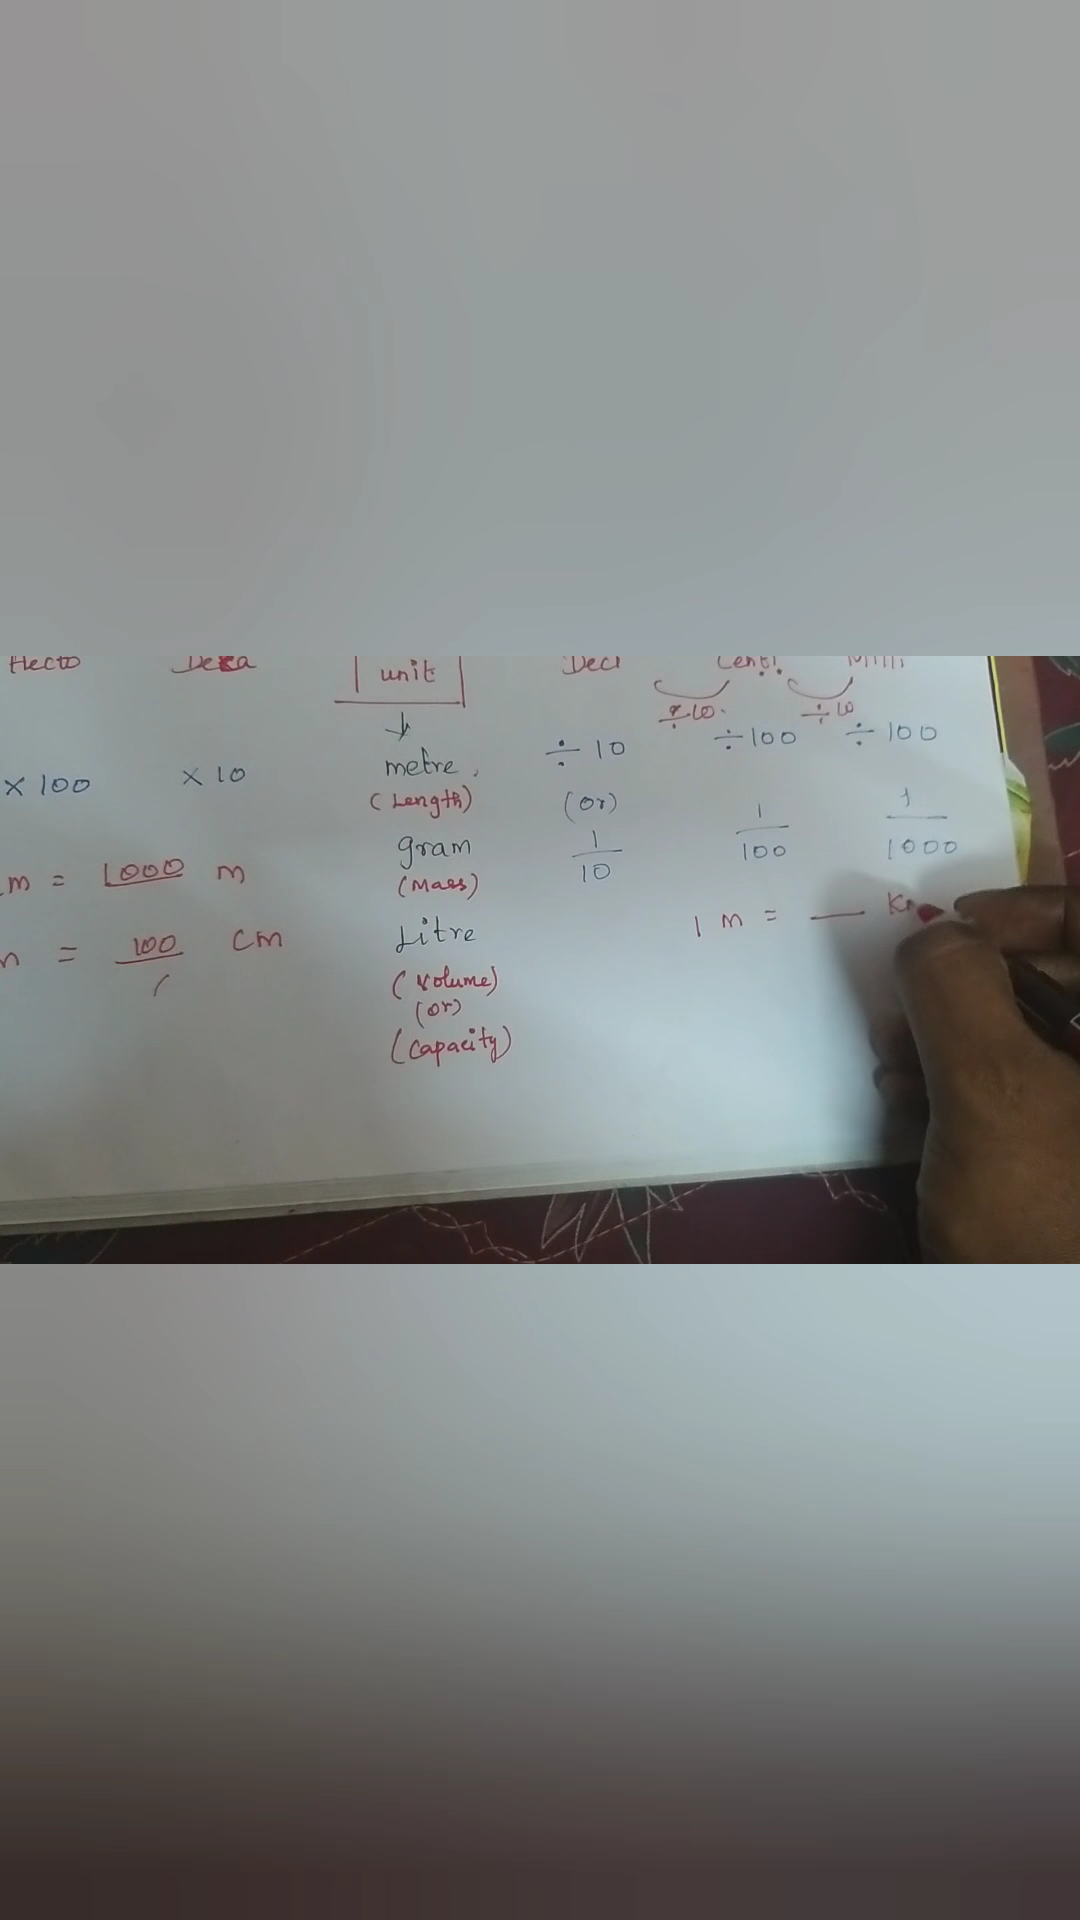 Hecto Deka unit Deci Centi Milli
÷10. ÷10
× 100 × 10 metre, ÷ 10 ÷100 ÷ 100
(Length) (or)
gram 1/10 1/100 1/1000
m = 1000 m (Mass)
= 100 cm Litre 1 m = ___
(volume)
(or)
(capacity)